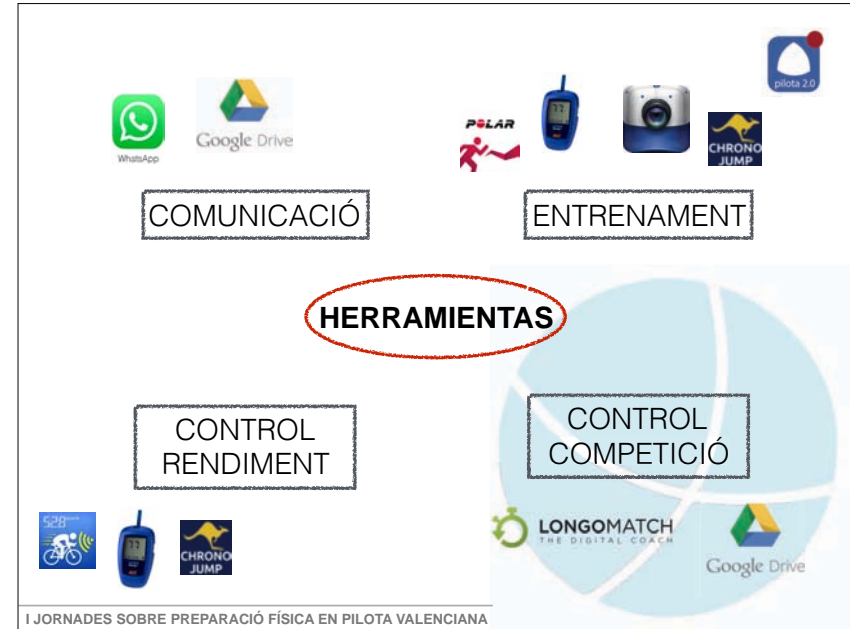 pilota 2.0
WhatsApp
Google Drive
POLAR
CHRONO
JUMP
COMUNICACIÓ
ENTRENAMENT
HERRAMIENTAS
CONTROL
RENDIMENT
CONTROL
COMPETICIÓ
528
CHRONO
JUMP
LONGOMATCH
THE DIGITAL COACH
Google Drive
I JORNADES SOBRE PREPARACIÓ FÍSICA EN PILOTA VALENCIANA